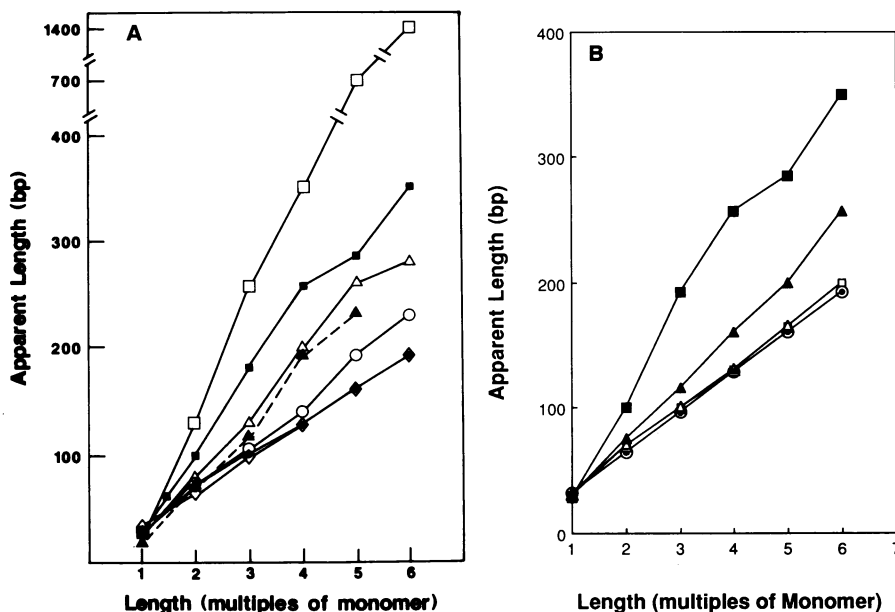 A
1400
700
400
300
200
100
Apparent Length (bp)
1 2 3 4 5 6
Length (multiples of monomer)
B
400
300
200
100
0
Apparent Length (bp)
1 2 3 4 5 6 7
Length (multiples of Monomer)